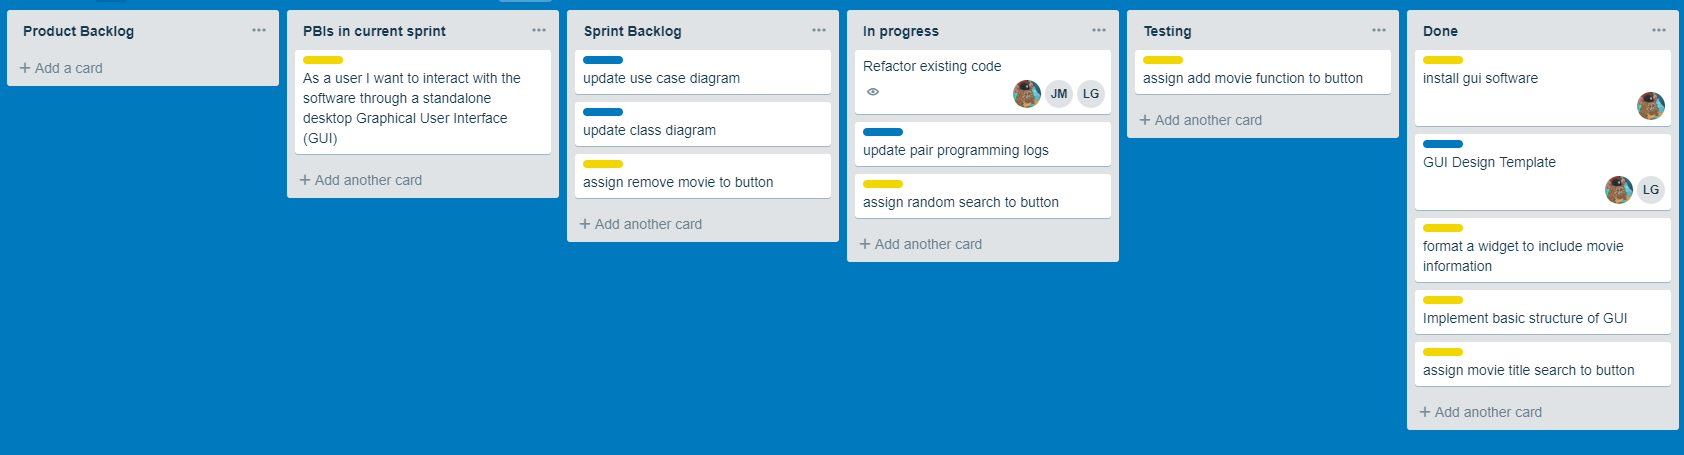 Product Backlog
+ Add a card
PBIs in current sprint
As a user I want to interact with the
software through a standalone
desktop Graphical User Interface
(GUI)
+ Add another card
Sprint Backlog
update use case diagram
update class diagram
assign remove movie to button
+ Add another card
In progress
Refactor existing code
JM LG
update pair programming logs
assign random search to button
+ Add another card
Testing
assign add movie function to button
+ Add another card
Done
install gui software
GUI Design Template
LG
format a widget to include movie
information
Implement basic structure of GUI
assign movie title search to button
+ Add another card